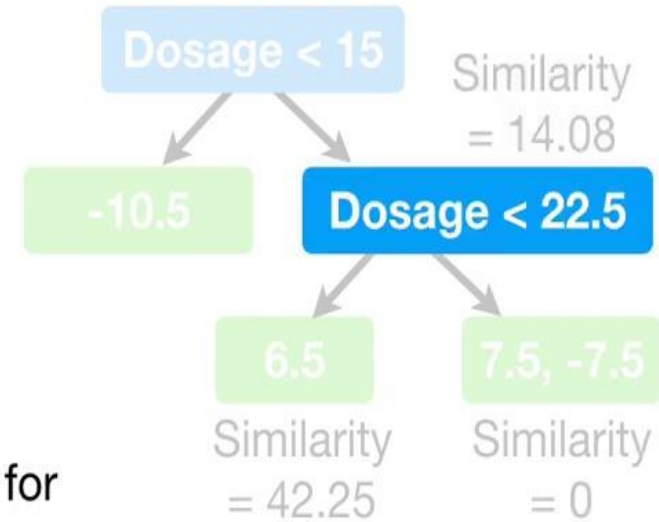 Dosage < 15
Similarity
= 14.08
-10.5
Dosage < 22.5
6.5
7.5, -7.5
Similarity
= 42.25
Similarity
= 0
for